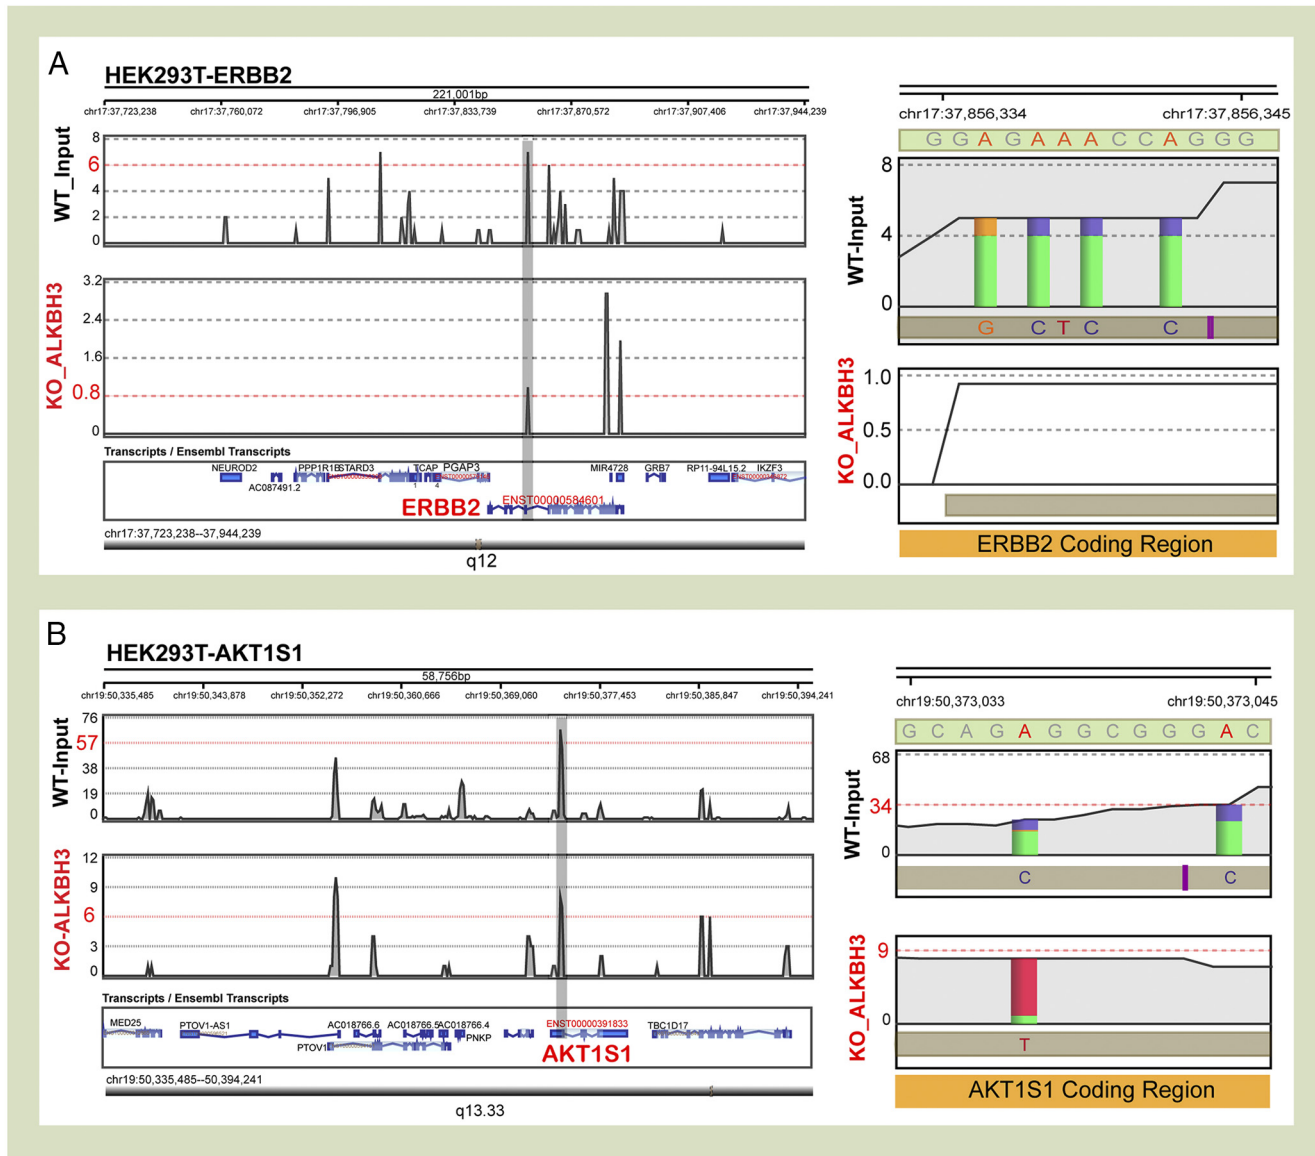 A
HEK293T-ERBB2
221,001bp
chr17:37,723,238 chr17:37,760,072 chr17:37,796,905 chr17:37,833,739 chr17:37,870,572 chr17:37,907,406 chr17:37,944,239
WT_Input
8
6
4
2
0
KO_ALKBH3
3.2
2.4
1.6
0.8
0
Transcripts / Ensembl Transcripts
NEUROD2 PPP1R1B STARD3 TCAP PGAP3 MIR4728 GRB7 RP11-94L15.2 IKZF3
AC087491.2
ERBB2 ENST00000584601
chr17:37,723,238--37,944,239
q12
chr17:37,856,334 chr17:37,856,345
G G A G A A A C C A G G G
WT-Input
8
4
0
G C T C C
KO_ALKBH3
1.0
0.5
0.0
ERBB2 Coding Region
B
HEK293T-AKT1S1
58,756bp
chr19:50,335,485 chr19:50,343,878 chr19:50,352,272 chr19:50,360,666 chr19:50,369,060 chr19:50,377,453 chr19:50,385,847 chr19:50,394,241
WT-Input
76
57
38
19
0
KO-ALKBH3
12
9
6
3
0
Transcripts / Ensembl Transcripts
MED25 PTOV1-AS1 AC018766.6 AC018766.5 AC018766.4 ENST00000391833 TBC1D17
PTOV1 PNKP
AKT1S1
chr19:50,335,485--50,394,241
q13.33
chr19:50,373,033 chr19:50,373,045
G C A G A G G C G G G A C
WT-Input
68
34
0
C C
KO_ALKBH3
9
0
T
AKT1S1 Coding Region